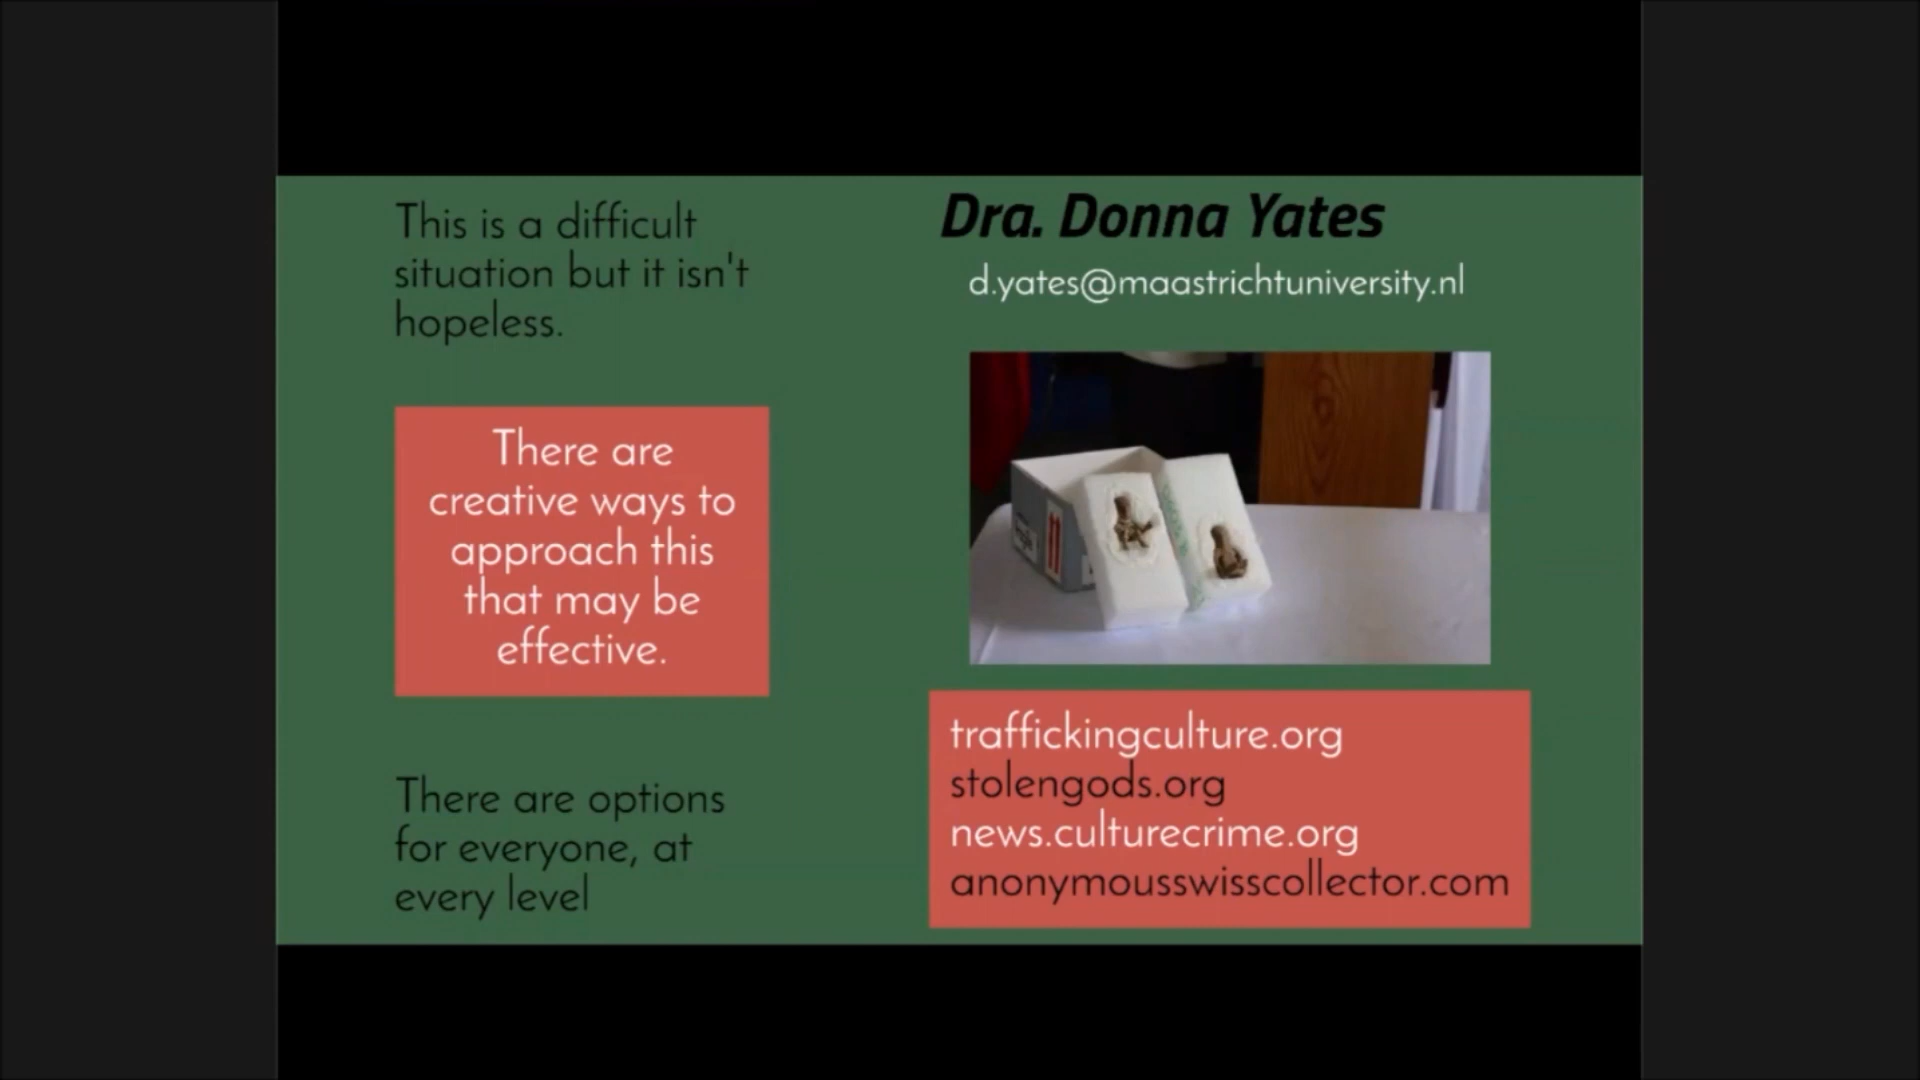 This is a difficult
situation but it isn't
hopeless.
There are
creative ways to
approach this
that may be
effective.
There are options
for everyone, at
every level
Dra. Donna Yates
d.yates@maastrichtuniversity.nl
traffickingculture.org
stolengods.org
news.culturecrime.org
anonymousswisscollector.com